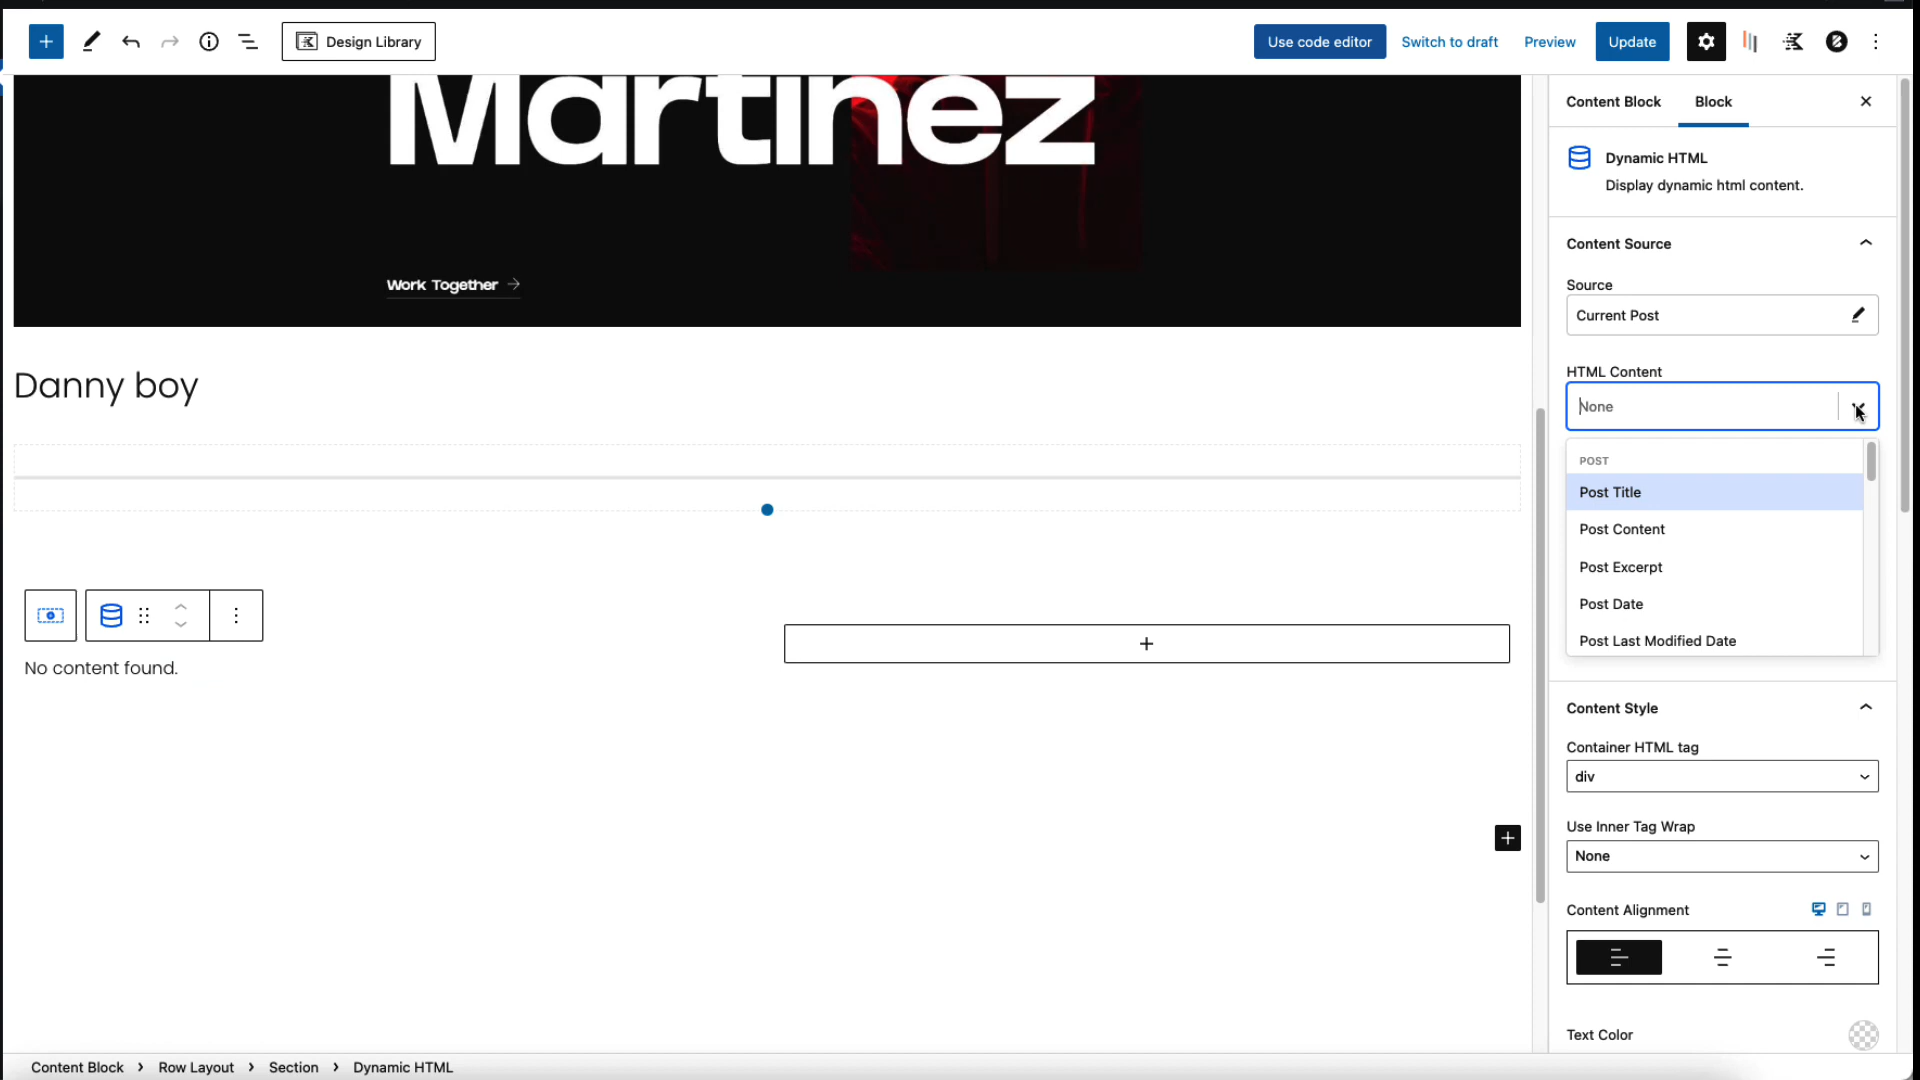 Design Library
Use code editor
Switch to draft
Preview
Update
Martinez
Work Together →
Danny boy
No content found.
Content Block
Block
Dynamic HTML
Display dynamic html content.
Content Source
Source
Current Post
HTML Content
None
POST
Post Title
Post Content
Post Excerpt
Post Date
Post Last Modified Date
Content Style
Container HTML tag
div
Use Inner Tag Wrap
None
Content Alignment
Text Color
Content Block › Row Layout › Section › Dynamic HTML